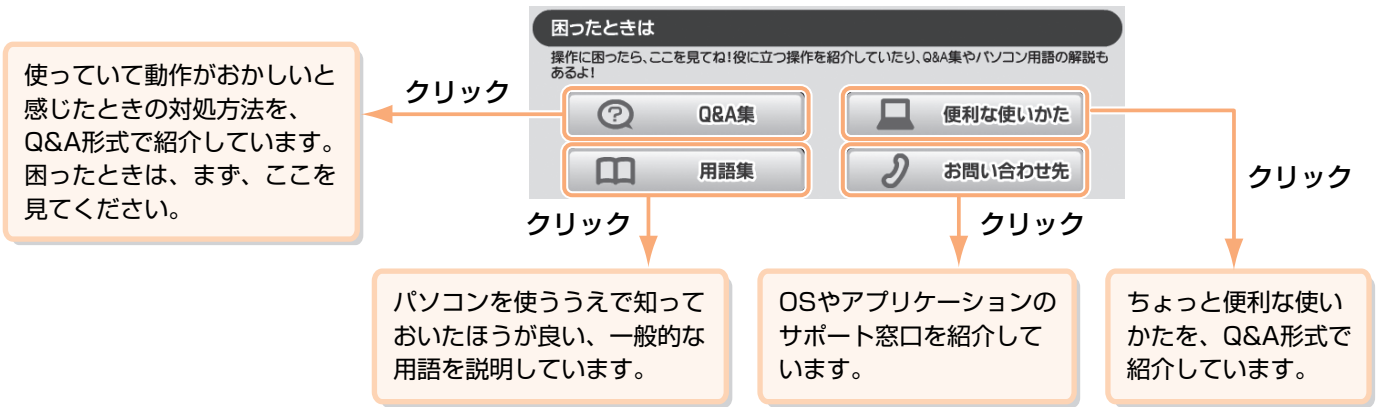 困ったときは
操作に困ったら、ここを見てね!役に立つ操作を紹介していたり、Q&A集やパソコン用語の解説も
あるよ!
Q&A集
便利な使いかた
用語集
お問い合わせ先
クリック
使っていて動作がおかしいと
感じたときの対処方法を、
Q&A形式で紹介しています。
困ったときは、まず、ここを
見てください。
クリック
パソコンを使ううえで知って
おいたほうが良い、一般的な
用語を説明しています。
クリック
OSやアプリケーションの
サポート窓口を紹介して
います。
クリック
ちょっと便利な使い
かたを、Q&A形式で
紹介しています。